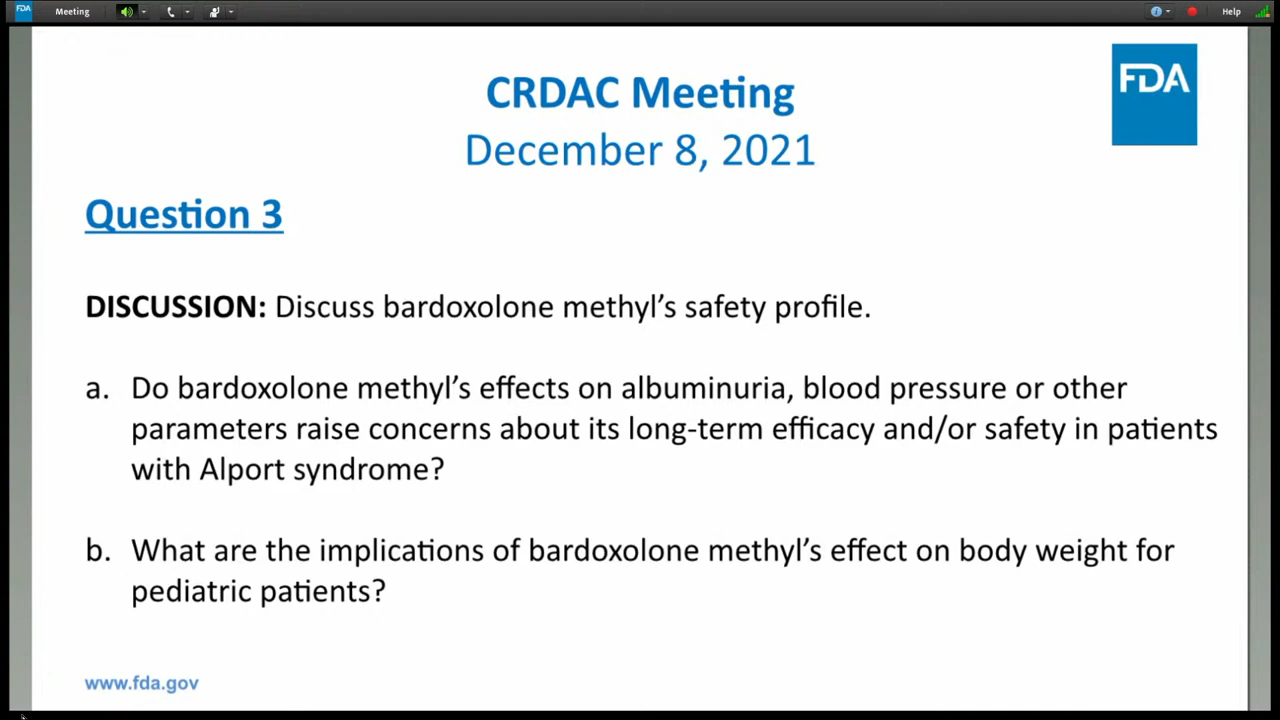 FDA Meeting Help
CRDAC Meeting
FDA
December 8, 2021
Question 3
DISCUSSION: Discuss bardoxolone methyl’s safety profile.
a. Do bardoxolone methyl’s effects on albuminuria, blood pressure or other
parameters raise concerns about its long-term efficacy and/or safety in patients
with Alport syndrome?
b. What are the implications of bardoxolone methyl’s effect on body weight for
pediatric patients?
www.fda.gov